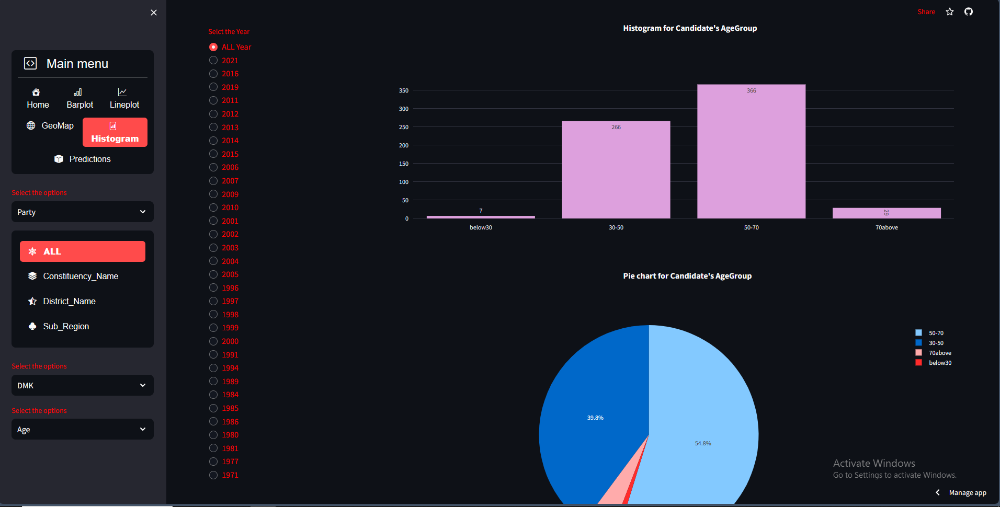 Main menu
Home
Barplot
Lineplot
GeoMap
Histogram
Predictions
Select the options
Party
ALL
Constituency_Name
District_Name
Sub_Region
Select the options
DMK
Select the options
Age
Selct the Year
ALL Year
2021
2016
2019
2011
2012
2013
2014
2015
2006
2007
2009
2010
2001
2002
2003
2004
2005
1996
1997
1998
1999
2000
1991
1994
1989
1984
1985
1986
1980
1981
1977
1971
Share
Histogram for Candidate's AgeGroup
350
300
250
200
150
100
50
0
7
266
366
29
below30
30-50
50-70
70above
Pie chart for Candidate's AgeGroup
39.8%
54.8%
50-70
30-50
70above
below30
Activate Windows
Go to Settings to activate Windows.
Manage app